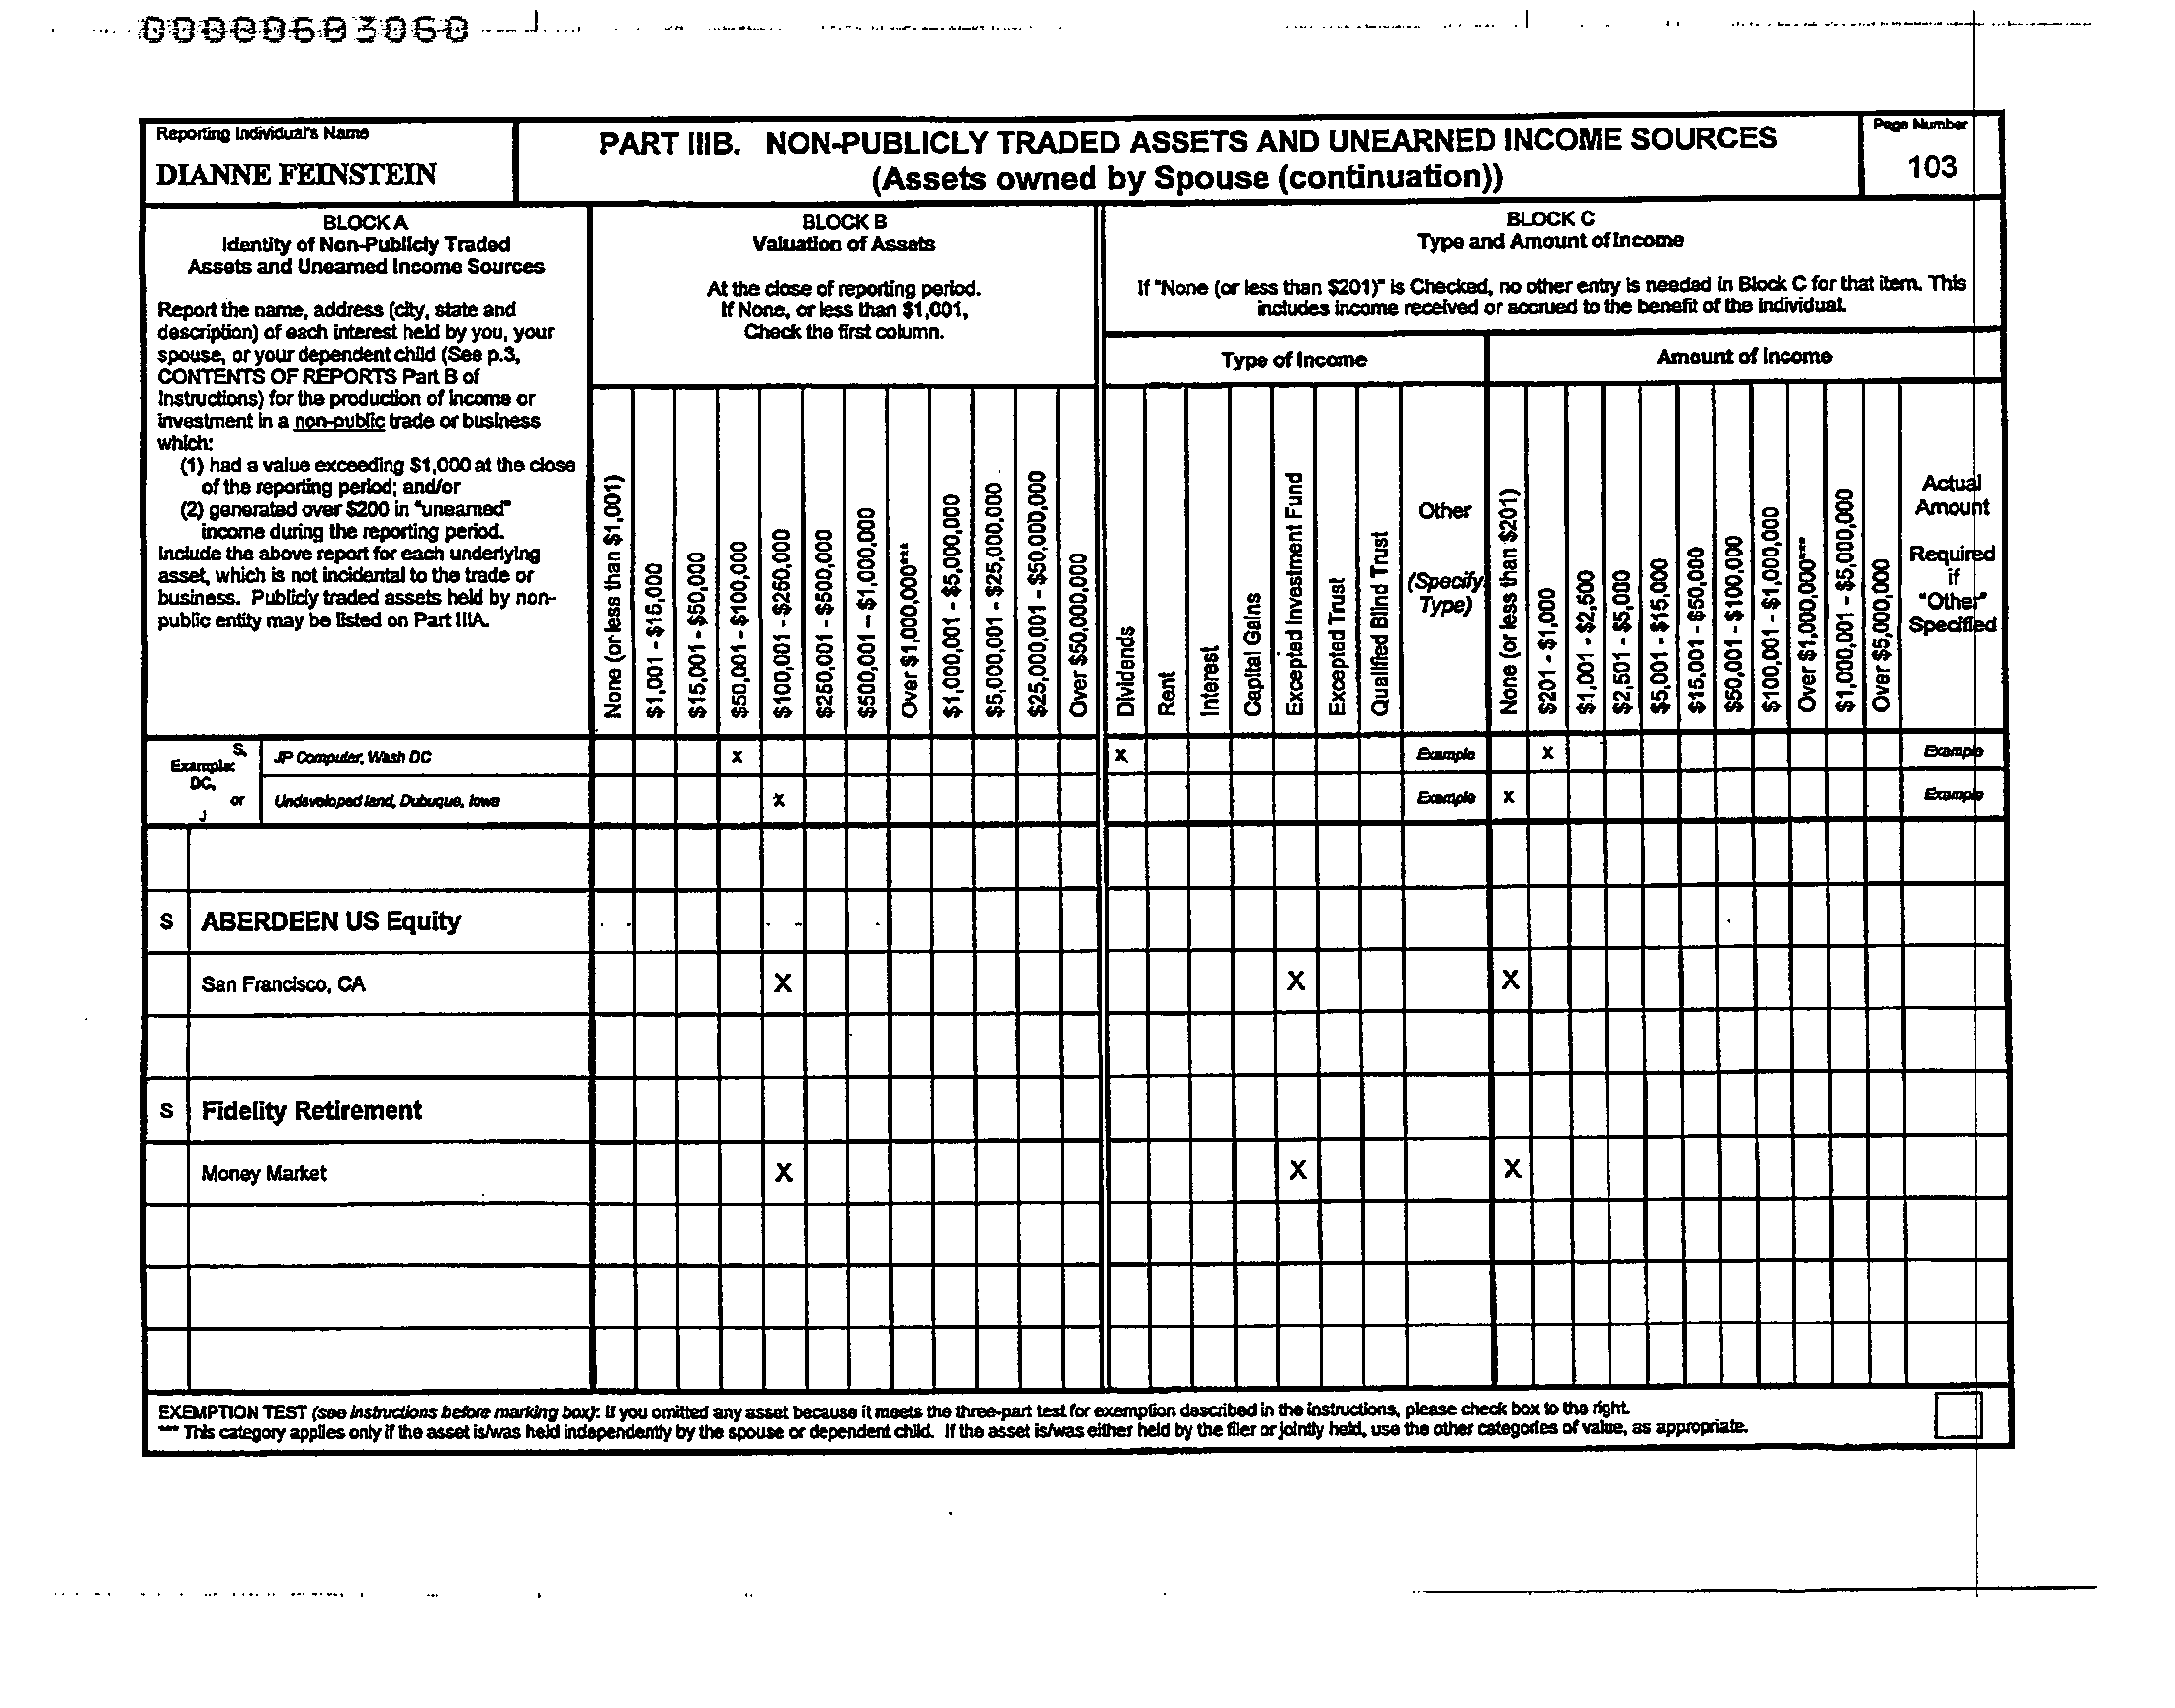 00000603060
Reporting Individual's Name
DIANNE FEINSTEIN
PART IIIB. NON-PUBLICLY TRADED ASSETS AND UNEARNED INCOME SOURCES
(Assets owned by Spouse (continuation))
Page Number
103
BLOCK A
Identity of Non-Publicly Traded
Assets and Unearned Income Sources
Report the name, address (city, state and
description) of each interest held by you, your
spouse, or your dependent child (See p.3,
CONTENTS OF REPORTS Part B of
Instructions) for the production of income or
investment in a non-public trade or business
which:
(1) had a value exceeding $1,000 at the close
of the reporting period; and/or
(2) generated over $200 in "unearned"
income during the reporting period.
Include the above report for each underlying
asset, which is not incidental to the trade or
business. Publicly traded assets held by non-
public entity may be listed on Part IIIA.
BLOCK B
Valuation of Assets
At the close of reporting period.
If None, or less than $1,001,
Check the first column.
None (or less than $1,001)
$1,001 - $15,000
$15,001 - $50,000
$50,001 - $100,000
$100,001 - $250,000
$250,001 - $500,000
$500,001 - $1,000,000
Over $1,000,000***
$1,000,001 - $5,000,000
$5,000,001 - $25,000,000
$25,000,001 - $50,000,000
Over $50,000,000
BLOCK C
Type and Amount of Income
If "None (or less than $201)" is Checked, no other entry is needed in Block C for that item. This
includes income received or accrued to the benefit of the individual.
Type of Income
Amount of Income
Dividends
Rent
Interest
Capital Gains
Excepted Investment Fund
Excepted Trust
Qualified Blind Trust
Other
(Specify
Type)
None (or less than $201)
$201 - $1,000
$1,001 - $2,500
$2,501 - $5,000
$5,001 - $15,000
$15,001 - $50,000
$50,001 - $100,000
$100,001 - $1,000,000
Over $1,000,000***
$1,000,001 - $5,000,000
Over $5,000,000
Actual
Amount
Required
if
"Other"
Specified
Example: S, JP Computer, Wash DC X X Example X Example
DC,
or Undeveloped land, Dubuque, Iowa X Example X Example
J
S ABERDEEN US Equity
San Francisco, CA X X X
S Fidelity Retirement
Money Market X X X
EXEMPTION TEST (see instructions before marking box): If you omitted any asset because it meets the three-part test for exemption described in the instructions, please check box to the right.
*** This category applies only if the asset is/was held independently by the spouse or dependent child. If the asset is/was either held by the filer or jointly held, use the other categories of value, as appropriate.